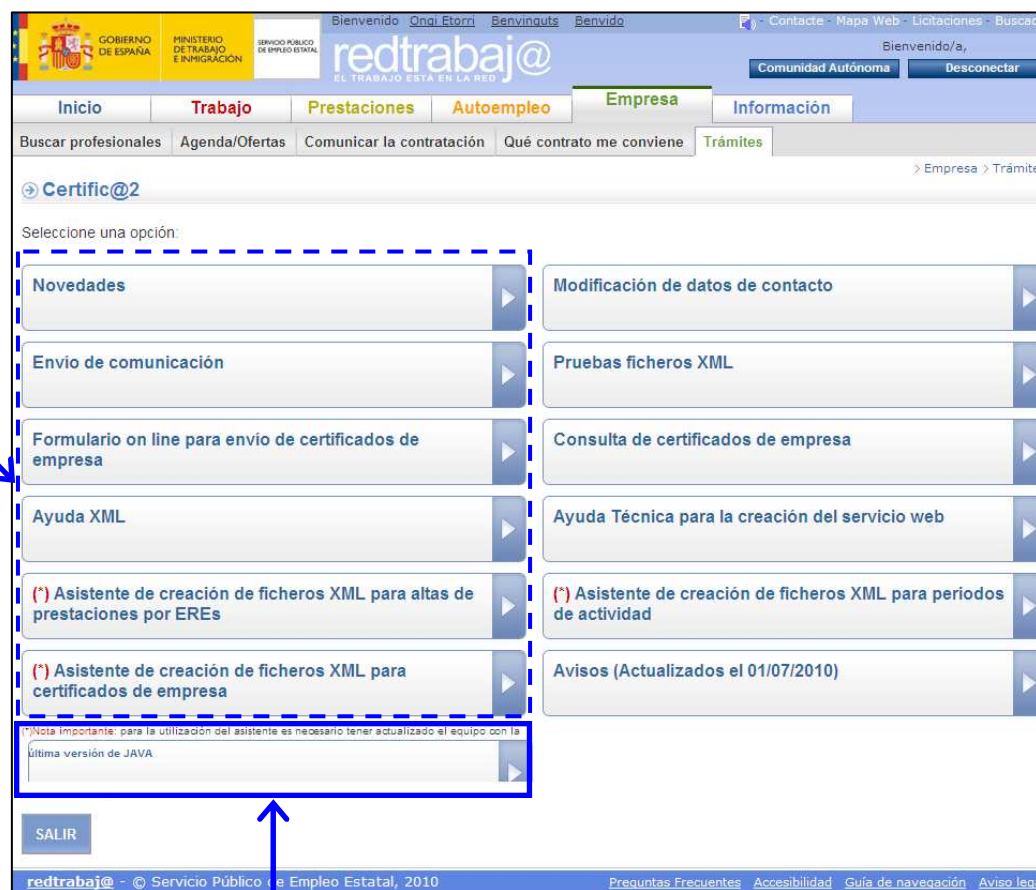 Bienvenido Ongi Etorri Benvinguts Benvido
- Contacte - Mapa Web - Licitaciones -
GOBIERNO
DE ESPAÑA
MINISTERIO
DE TRABAJO
E INMIGRACIÓN
SERVICIO PÚBLICO
DE EMPLEO ESTATAL
redtrabaj@
EL TRABAJO ESTÁ EN LA RED
Bienvenido/a,
Comunidad Autónoma Desconectar
Inicio Trabajo Prestaciones Autoempleo Empresa Información
Buscar profesionales Agenda/Ofertas Comunicar la contratación Qué contrato me conviene Trámites
> Empresa > Trámite
Certific@2
Seleccione una opción:
Novedades
Modificación de datos de contacto
Envío de comunicación
Pruebas ficheros XML
Formulario on line para envío de certificados de
empresa
Consulta de certificados de empresa
Ayuda XML
Ayuda Técnica para la creación del servicio web
(*) Asistente de creación de ficheros XML para altas de
prestaciones por EREs
(*) Asistente de creación de ficheros XML para periodos
de actividad
(*) Asistente de creación de ficheros XML para
certificados de empresa
Avisos (Actualizados el 01/07/2010)
(*)Nota importante: para la utilización del asistente es necesario tener actualizado el equipo con la
última versión de JAVA
SALIR
redtrabaj@ - © Servicio Público de Empleo Estatal, 2010
Preguntas Frecuentes Accesibilidad Guía de navegación Aviso